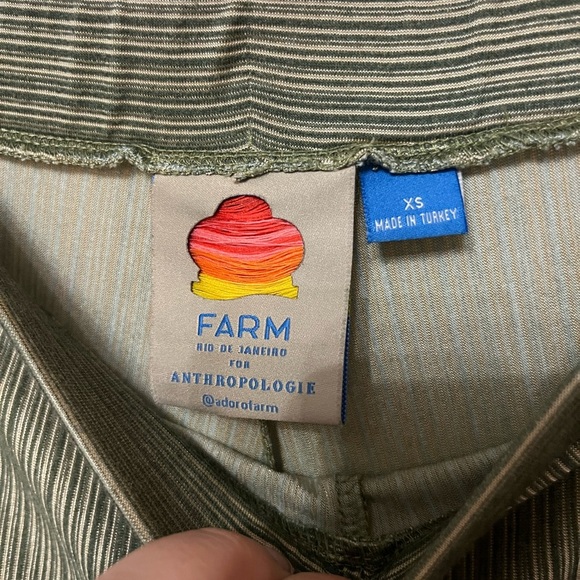 FARM
RIO DE JANEIRO
FOR
ANTHROPOLOGIE
@adorofarm
XS
MADE IN TURKEY